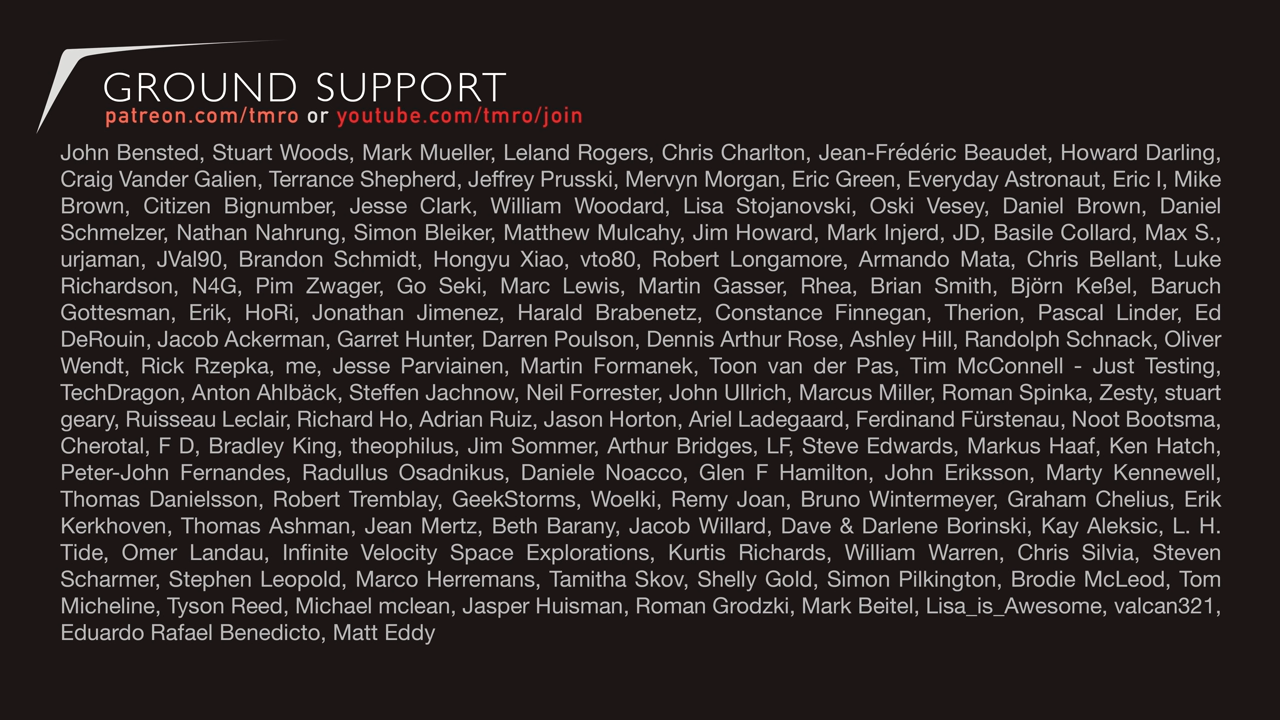 GROUND SUPPORT
patreon.com/tmro or youtube.com/tmro/join
John Bensted, Stuart Woods, Mark Mueller, Leland Rogers, Chris Charlton, Jean-Frédéric Beaudet, Howard Darling,
Craig Vander Galien, Terrance Shepherd, Jeffrey Prusski, Mervyn Morgan, Eric Green, Everyday Astronaut, Eric I, Mike
Brown, Citizen Bignumber, Jesse Clark, William Woodard, Lisa Stojanovski, Oski Vesey, Daniel Brown, Daniel
Schmelzer, Nathan Nahrung, Simon Bleiker, Matthew Mulcahy, Jim Howard, Mark Injerd, JD, Basile Collard, Max S.,
urjaman, JVal90, Brandon Schmidt, Hongyu Xiao, vto80, Robert Longamore, Armando Mata, Chris Bellant, Luke
Richardson, N4G, Pim Zwager, Go Seki, Marc Lewis, Martin Gasser, Rhea, Brian Smith, Björn Keßel, Baruch
Gottesman, Erik, HoRi, Jonathan Jimenez, Harald Brabenetz, Constance Finnegan, Therion, Pascal Linder, Ed
DeRouin, Jacob Ackerman, Garret Hunter, Darren Poulson, Dennis Arthur Rose, Ashley Hill, Randolph Schnack, Oliver
Wendt, Rick Rzepka, me, Jesse Parviainen, Martin Formanek, Toon van der Pas, Tim McConnell - Just Testing,
TechDragon, Anton Ahlbäck, Steffen Jachnow, Neil Forrester, John Ullrich, Marcus Miller, Roman Spinka, Zesty, stuart
geary, Ruisseau Leclair, Richard Ho, Adrian Ruiz, Jason Horton, Ariel Ladegaard, Ferdinand Fürstenau, Noot Bootsma,
Cherotal, F D, Bradley King, theophilus, Jim Sommer, Arthur Bridges, LF, Steve Edwards, Markus Haaf, Ken Hatch,
Peter-John Fernandes, Radullus Osadnikus, Daniele Noacco, Glen F Hamilton, John Eriksson, Marty Kennewell,
Thomas Danielsson, Robert Tremblay, GeekStorms, Woelki, Remy Joan, Bruno Wintermeyer, Graham Chelius, Erik
Kerkhoven, Thomas Ashman, Jean Mertz, Beth Barany, Jacob Willard, Dave & Darlene Borinski, Kay Aleksic, L. H.
Tide, Omer Landau, Infinite Velocity Space Explorations, Kurtis Richards, William Warren, Chris Silvia, Steven
Scharmer, Stephen Leopold, Marco Herremans, Tamitha Skov, Shelly Gold, Simon Pilkington, Brodie McLeod, Tom
Micheline, Tyson Reed, Michael mclean, Jasper Huisman, Roman Grodzki, Mark Beitel, Lisa_is_Awesome, valcan321,
Eduardo Rafael Benedicto, Matt Eddy